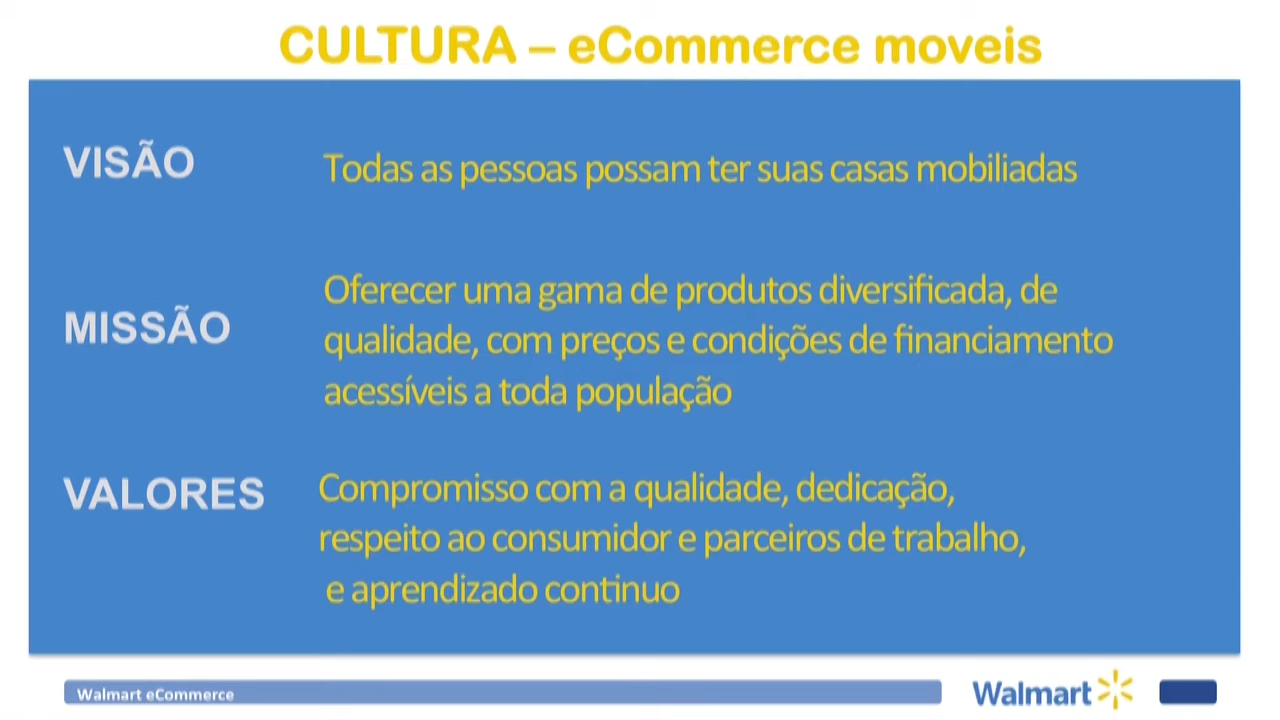 CULTURA – eCommerce moveis
VISÃO
Todas as pessoas possam ter suas casas mobiliadas
MISSÃO
Oferecer uma gama de produtos diversificada, de
qualidade, com preços e condições de financiamento
acessíveis a toda população
VALORES
Compromisso com a qualidade, dedicação,
respeito ao consumidor e parceiros de trabalho,
e aprendizado continuo
Walmart eCommerce
Walmart